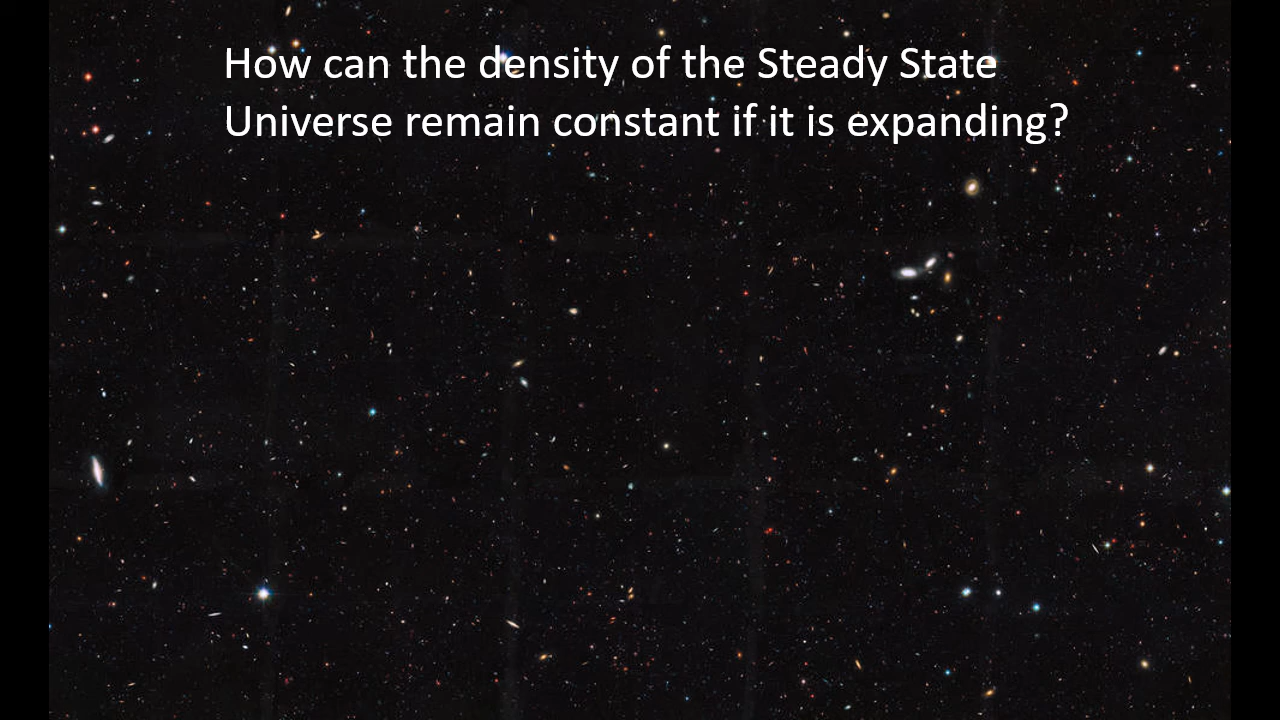 How can the density of the Steady State
Universe remain constant if it is expanding?